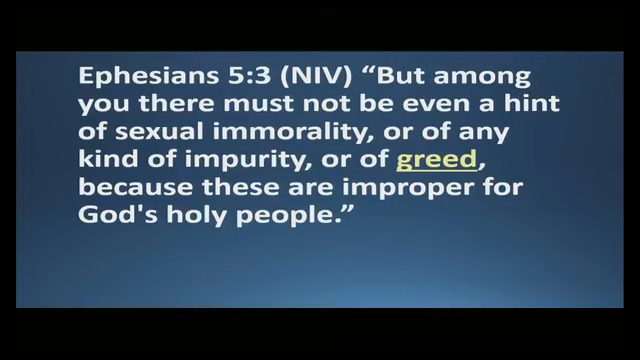 Ephesians 5:3 (NIV) “But among
you there must not be even a hint
of sexual immorality, or of any
kind of impurity, or of greed,
because these are improper for
God's holy people.”